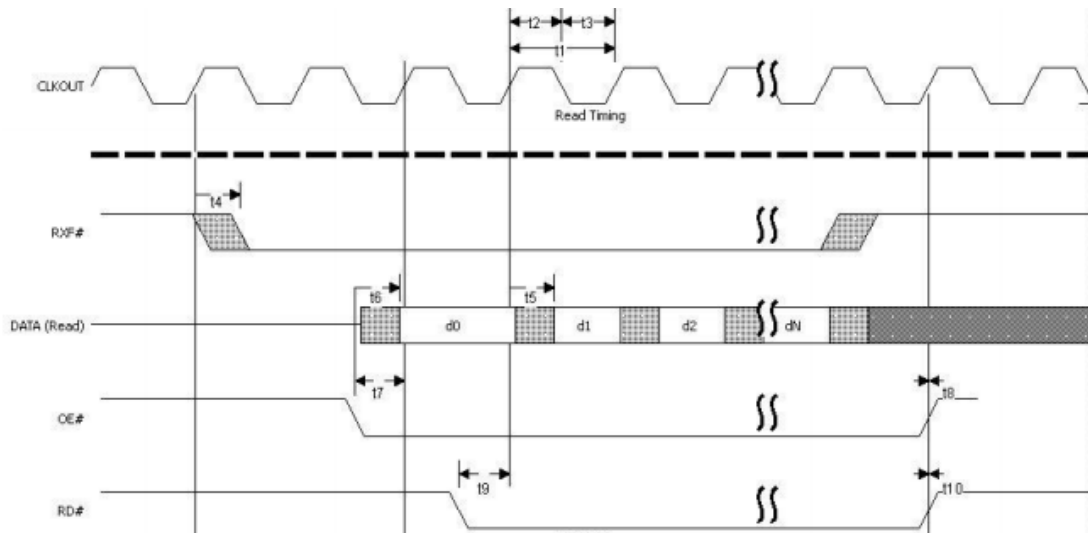 t2 t3
t1
CLKOUT
Read Timing
t4
RXF#
t6 t5
DATA (Read) d0 d1 d2 dN
t7 t8
OE#
t9 t10
RD#